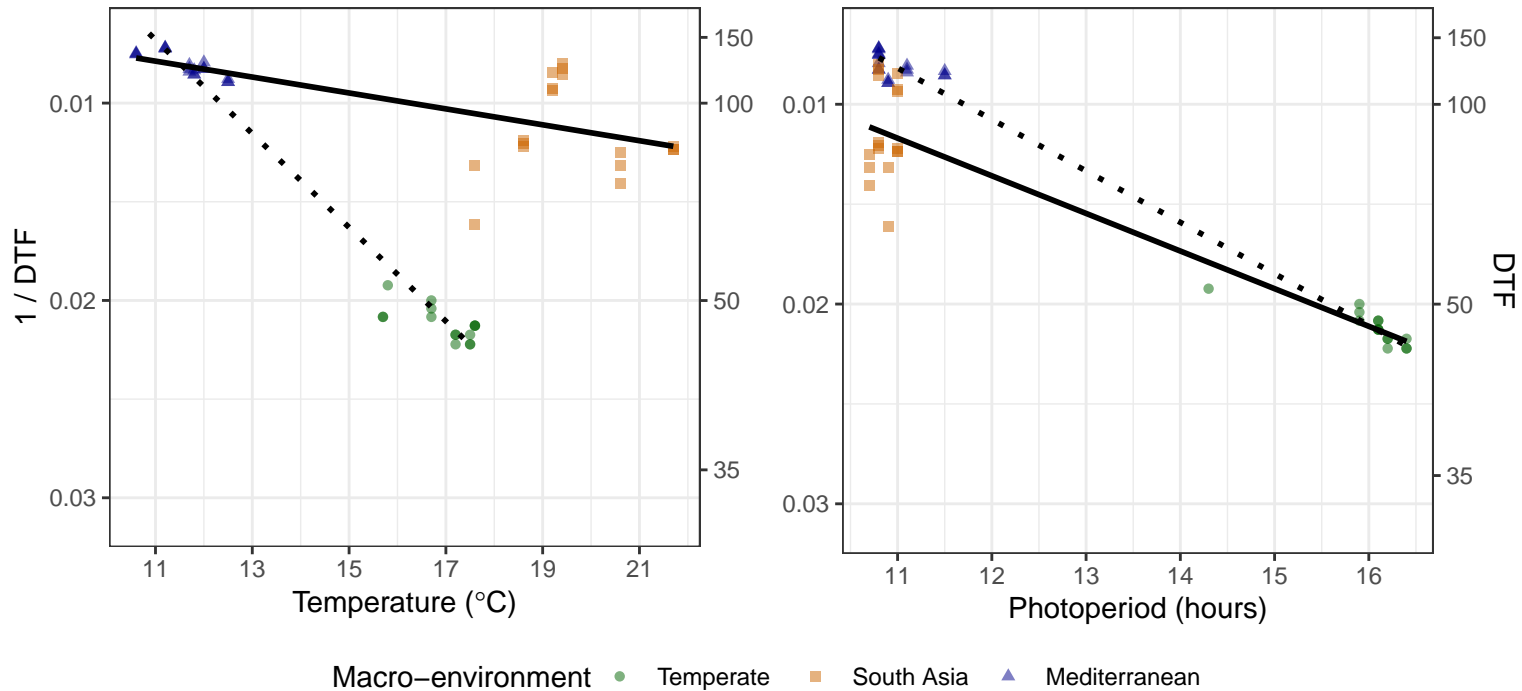 1 / DTF
0.01
0.02
0.03
150
100
50
35
11 13 15 17 19 21
Temperature (°C)
0.01
0.02
0.03
150
100
50
35
DTF
11 12 13 14 15 16
Photoperiod (hours)
Macro−environment Temperate South Asia Mediterranean